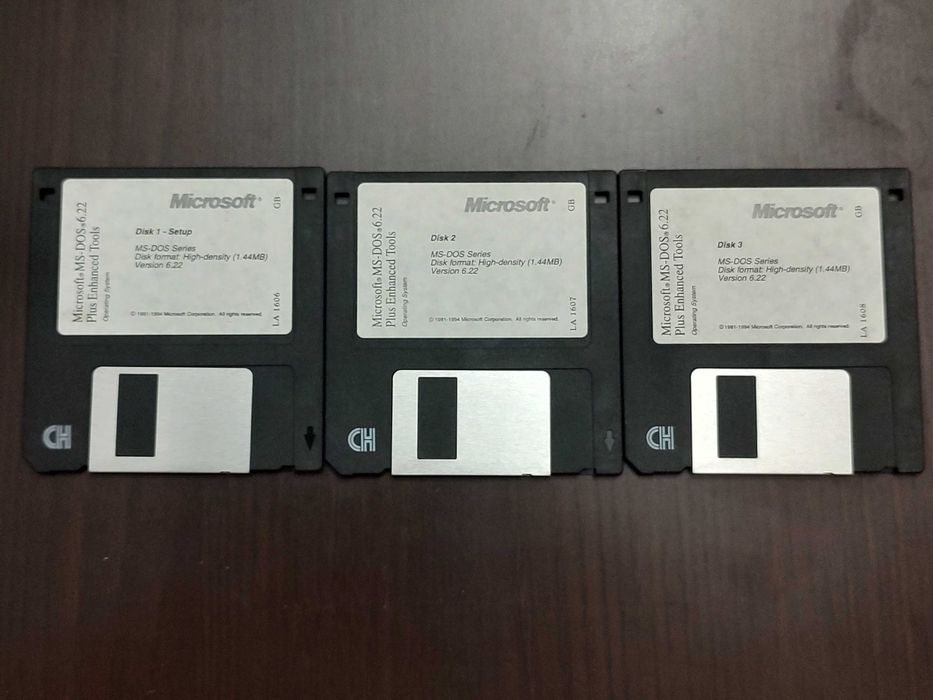 Microsoft®
GB
Microsoft® MS-DOS® 6.22
Plus Enhanced Tools
Operating System
Disk 1 - Setup
MS-DOS Series
Disk format: High-density (1.44MB)
Version 6.22
© 1981-1994 Microsoft Corporation. All rights reserved.
LA 1606
Microsoft®
GB
Microsoft® MS-DOS® 6.22
Plus Enhanced Tools
Operating System
Disk 2
MS-DOS Series
Disk format: High-density (1.44MB)
Version 6.22
© 1981-1994 Microsoft Corporation. All rights reserved.
LA 1607
Microsoft®
GB
Microsoft® MS-DOS® 6.22
Plus Enhanced Tools
Operating System
Disk 3
MS-DOS Series
Disk format: High-density (1.44MB)
Version 6.22
© 1981-1994 Microsoft Corporation. All rights reserved.
LA 1608